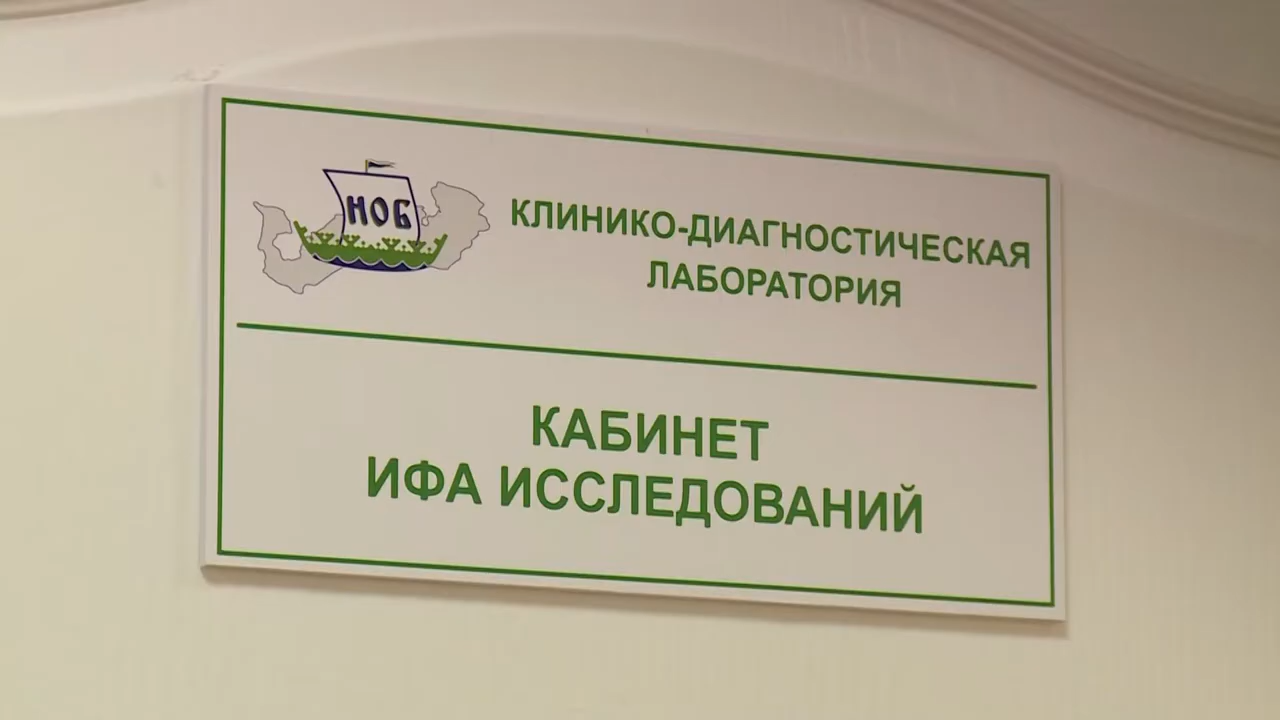 НОБ
КЛИНИКО-ДИАГНОСТИЧЕСКАЯ
ЛАБОРАТОРИЯ
КАБИНЕТ
ИФА ИССЛЕДОВАНИЙ